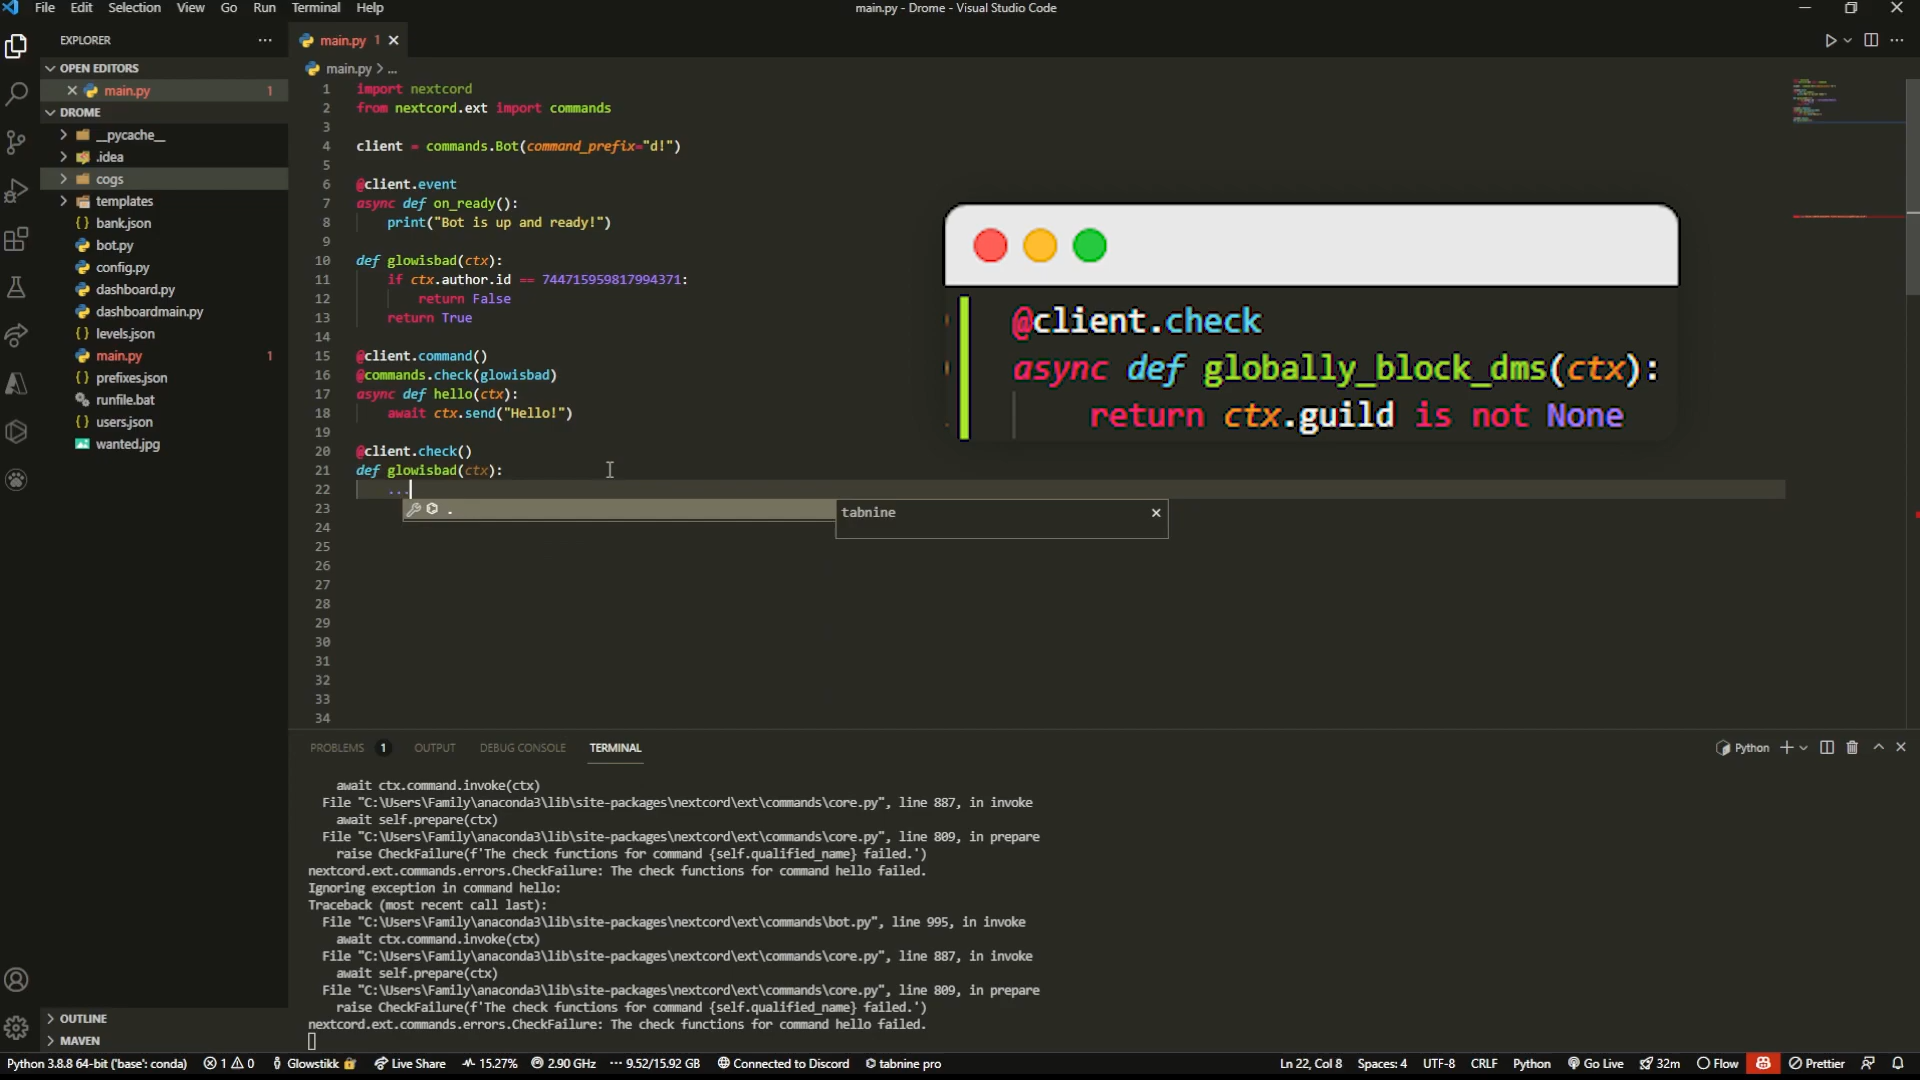 File Edit Selection View Go Run Terminal Help
main.py - Drome - Visual Studio Code
EXPLORER
OPEN EDITORS
main.py 1
DROME
__pycache__
.idea
cogs
templates
bank.json
bot.py
config.py
dashboard.py
dashboardmain.py
levels.json
main.py 1
prefixes.json
runfile.bat
users.json
wanted.jpg
OUTLINE
MAVEN
main.py 1
main.py > ...
1 import nextcord
2 from nextcord.ext import commands
3
4 client = commands.Bot(command_prefix="d!")
5
6 @client.event
7 async def on_ready():
8 print("Bot is up and ready!")
9
10 def glowisbad(ctx):
11 if ctx.author.id == 744715959817994371:
12 return False
13 return True
14
15 @client.command()
16 @commands.check(glowisbad)
17 async def hello(ctx):
18 await ctx.send("Hello!")
19
20 @client.check()
21 def glowisbad(ctx):
22 ...
23
24
25
26
27
28
29
30
31
32
33
34
.
tabnine
@client.check
async def globally_block_dms(ctx):
return ctx.guild is not None
PROBLEMS 1 OUTPUT DEBUG CONSOLE TERMINAL
Python
await ctx.command.invoke(ctx)
File "C:\Users\Family\anaconda3\lib\site-packages\nextcord\ext\commands\core.py", line 887, in invoke
await self.prepare(ctx)
File "C:\Users\Family\anaconda3\lib\site-packages\nextcord\ext\commands\core.py", line 809, in prepare
raise CheckFailure(f'The check functions for command {self.qualified_name} failed.')
nextcord.ext.commands.errors.CheckFailure: The check functions for command hello failed.
Ignoring exception in command hello:
Traceback (most recent call last):
File "C:\Users\Family\anaconda3\lib\site-packages\nextcord\ext\commands\bot.py", line 995, in invoke
await ctx.command.invoke(ctx)
File "C:\Users\Family\anaconda3\lib\site-packages\nextcord\ext\commands\core.py", line 887, in invoke
await self.prepare(ctx)
File "C:\Users\Family\anaconda3\lib\site-packages\nextcord\ext\commands\core.py", line 809, in prepare
raise CheckFailure(f'The check functions for command {self.qualified_name} failed.')
nextcord.ext.commands.errors.CheckFailure: The check functions for command hello failed.
Python 3.8.8 64-bit ('base': conda) 1 0 Glowstikk Live Share 15.27% 2.90 GHz 9.52/15.92 GB Connected to Discord tabnine pro Ln 22, Col 8 Spaces: 4 UTF-8 CRLF Python Go Live 32m Flow Prettier